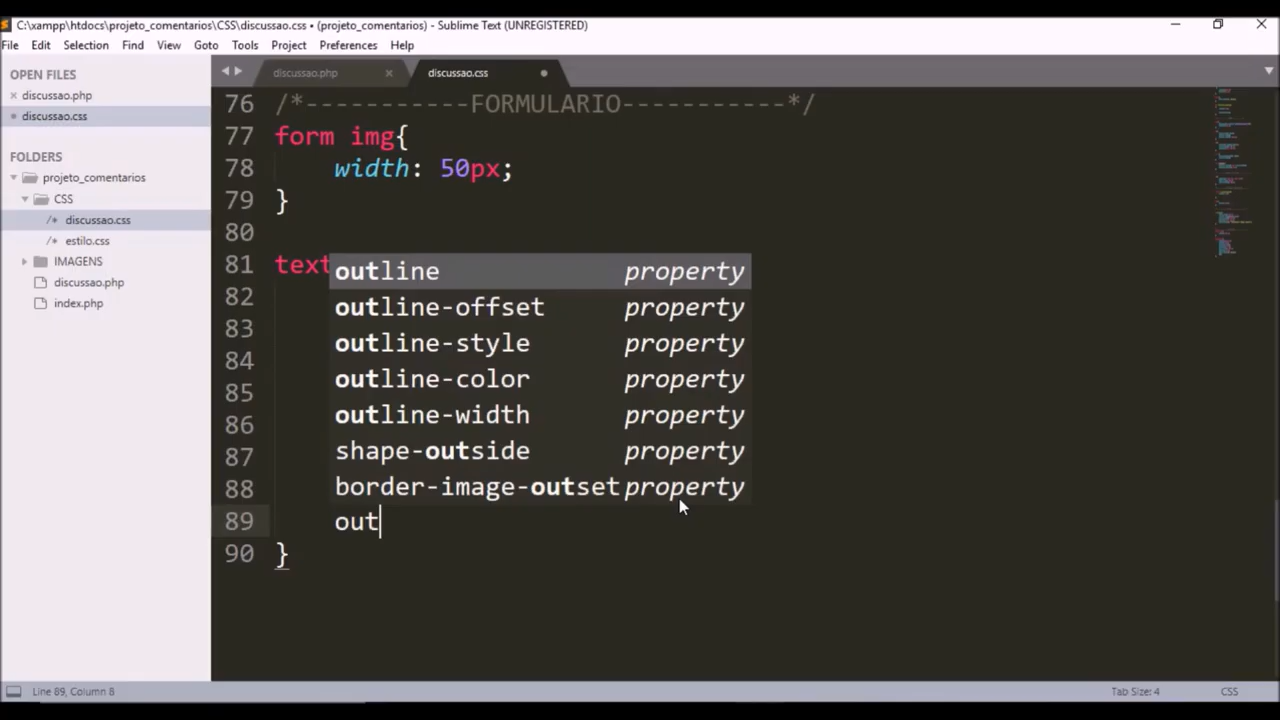 C:\xampp\htdocs\projeto_comentarios\CSS\discussao.css • (projeto_comentarios) - Sublime Text (UNREGISTERED)
File Edit Selection Find View Goto Tools Project Preferences Help
OPEN FILES
discussao.php
discussao.css
FOLDERS
projeto_comentarios
CSS
/* discussao.css
/* estilo.css
IMAGENS
discussao.php
index.php
discussao.php
discussao.css
76 /*-----------FORMULARIO-----------*/
77 form img{
78 width: 50px;
79 }
80
81 text
82
83
84
85
86
87
88
89 out
90 }
outline property
outline-offset property
outline-style property
outline-color property
outline-width property
shape-outside property
border-image-outset property
Line 89, Column 8
Tab Size: 4
CSS